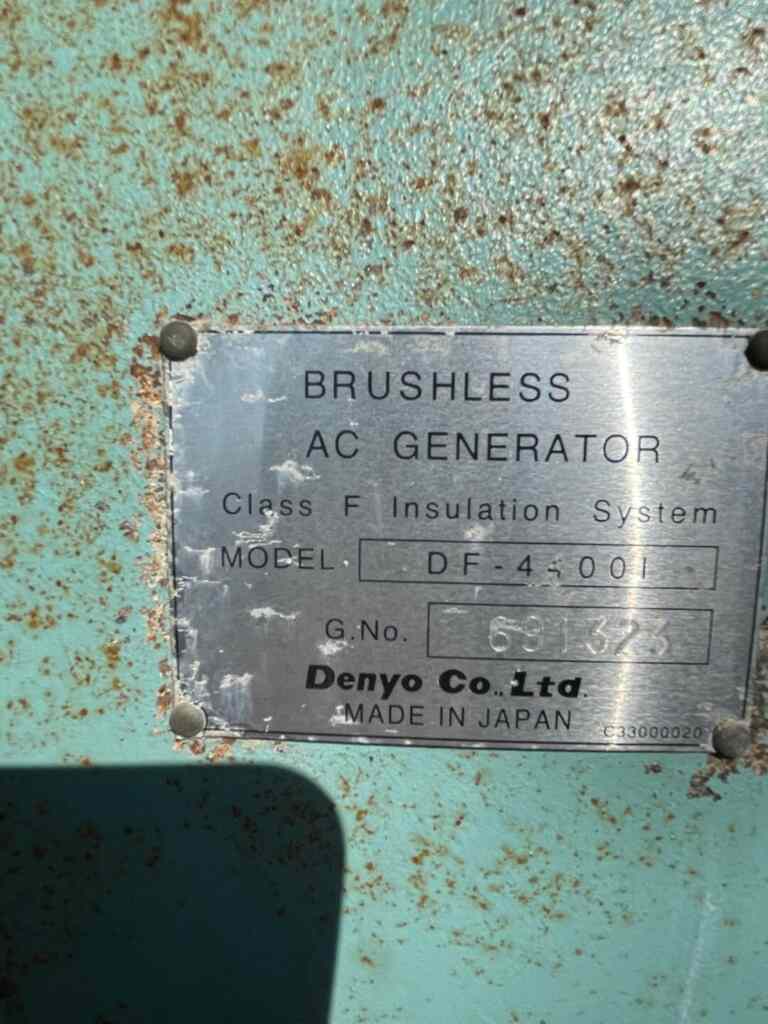 BRUSHLESS
AC GENERATOR
Class F Insulation System
MODEL
G.No.
Denyo Co., Ltd.
MADE IN JAPAN C33000020